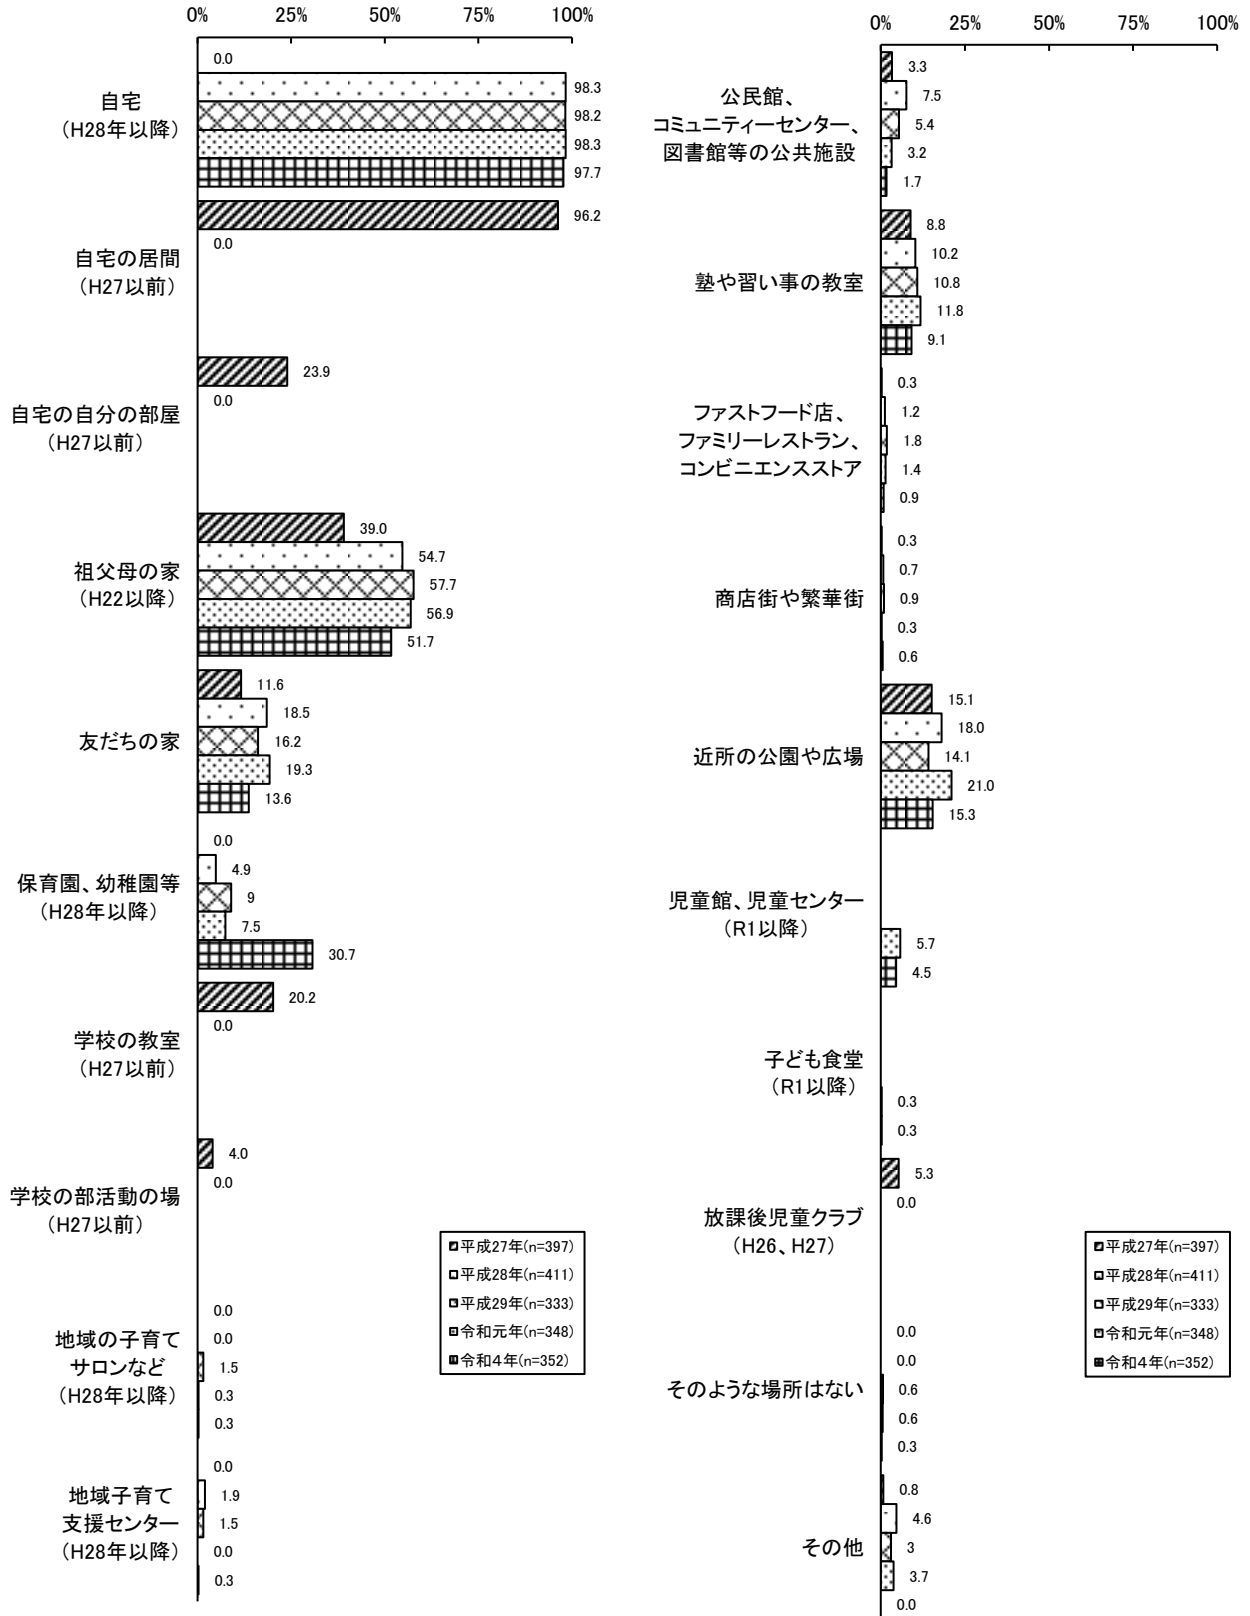 0% 25% 50% 75% 100%
自宅
(H28年以降)
0.0
98.3
98.2
98.3
97.7
自宅の居間
(H27以前)
96.2
0.0
自宅の自分の部屋
(H27以前)
23.9
0.0
祖父母の家
(H22以降)
39.0
54.7
57.7
56.9
51.7
友だちの家
11.6
18.5
16.2
19.3
13.6
保育園、幼稚園等
(H28年以降)
0.0
4.9
9
7.5
30.7
学校の教室
(H27以前)
20.2
0.0
学校の部活動の場
(H27以前)
4.0
0.0
地域の子育て
サロンなど
(H28年以降)
0.0
0.0
1.5
0.3
0.3
地域子育て
支援センター
(H28年以降)
0.0
1.9
1.5
0.0
0.3
平成27年(n=397)
平成28年(n=411)
平成29年(n=333)
令和元年(n=348)
令和4年(n=352)
0% 25% 50% 75% 100%
公民館、
コミュニティーセンター、
図書館等の公共施設
3.3
7.5
5.4
3.2
1.7
塾や習い事の教室
8.8
10.2
10.8
11.8
9.1
ファストフード店、
ファミリーレストラン、
コンビニエンスストア
0.3
1.2
1.8
1.4
0.9
商店街や繁華街
0.3
0.7
0.9
0.3
0.6
近所の公園や広場
15.1
18.0
14.1
21.0
15.3
児童館、児童センター
(R1以降)
5.7
4.5
子ども食堂
(R1以降)
0.3
0.3
放課後児童クラブ
(H26、H27)
5.3
0.0
そのような場所はない
0.0
0.0
0.6
0.6
0.3
その他
0.8
4.6
3
3.7
0.0
平成27年(n=397)
平成28年(n=411)
平成29年(n=333)
令和元年(n=348)
令和4年(n=352)